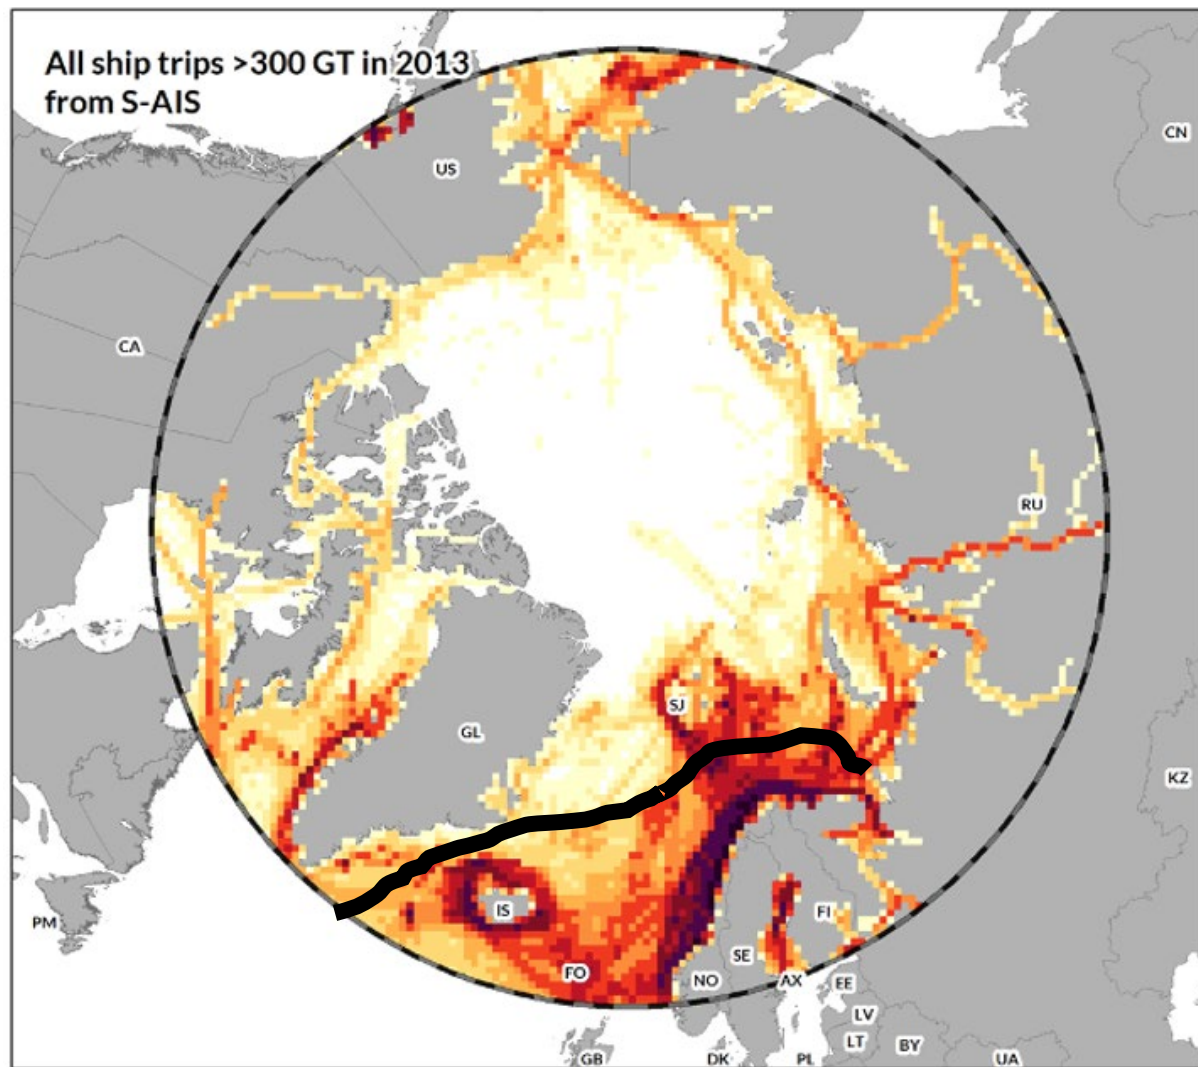 All ship trips >300 GT in 2013
from S-AIS
CN
US
CA
RU
SJ
GL
KZ
IS
FI
PM
SE
FO
NO
AX
EE
LV
LT
BY
GB
DK
PL
UA